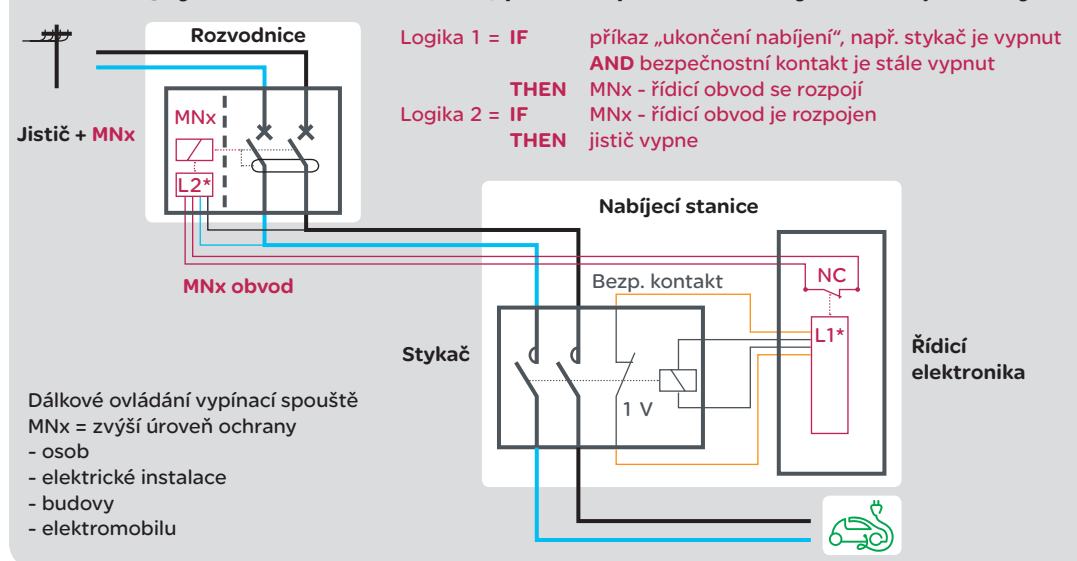 Rozvodnice
Logika 1 = IF příkaz „ukončení nabíjení“, např. stykač je vypnut
AND bezpečnostní kontakt je stále vypnut
THEN MNx - řídicí obvod se rozpojí
Logika 2 = IF MNx - řídicí obvod je rozpojen
THEN jistič vypne
Jistič + MNx
MNx
L2*
MNx obvod
Nabíjecí stanice
Bezp. kontakt
NC
L1*
Stykač
1 V
Řídicí
elektronika
Dálkové ovládání vypínací spouště
MNx = zvýší úroveň ochrany
- osob
- elektrické instalace
- budovy
- elektromobilu